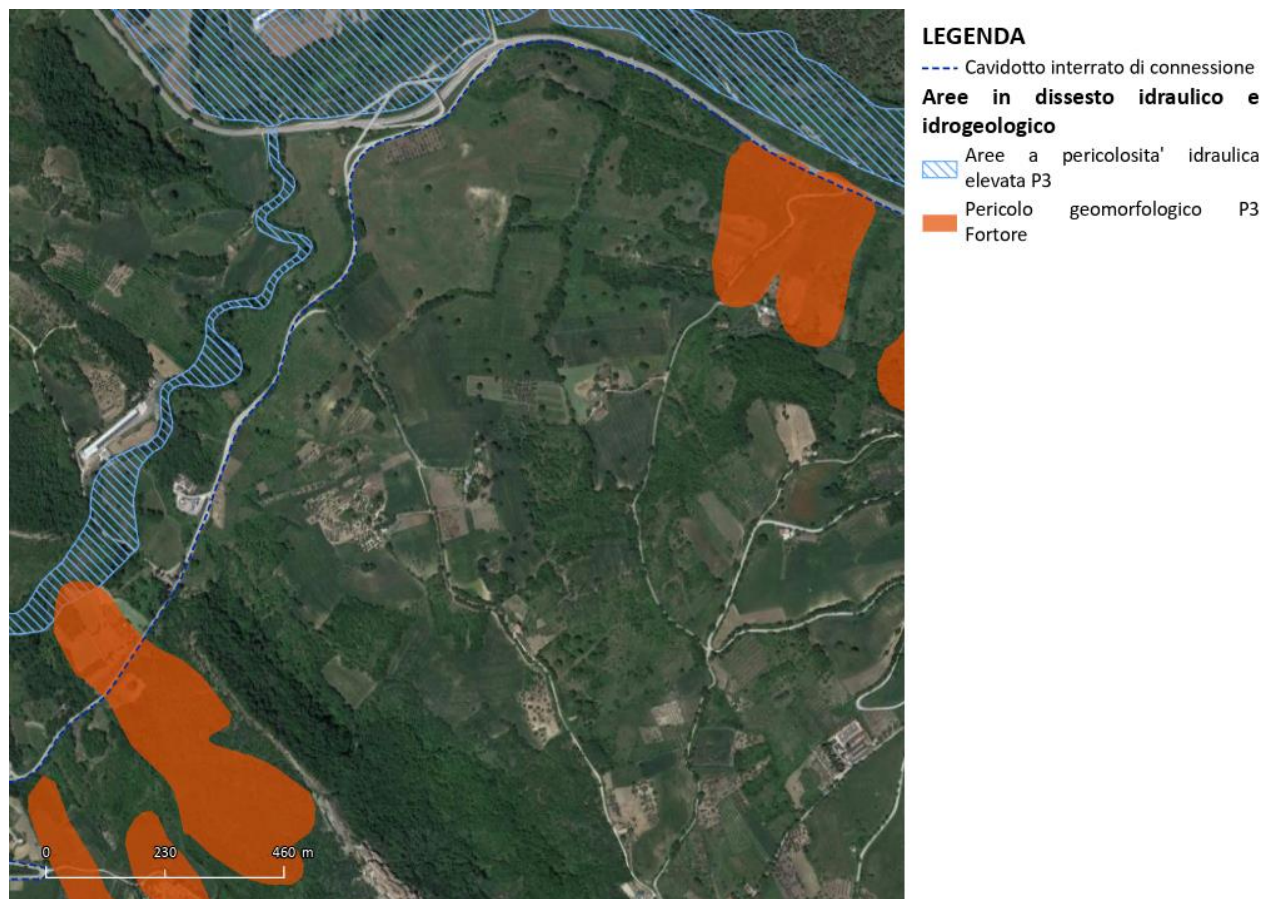 LEGENDA
Cavidotto interrato di connessione
Aree in dissesto idraulico e
idrogeologico
Aree a pericolosita' idraulica
elevata P3
Pericolo geomorfologico P3
Fortore
0 230 460 m